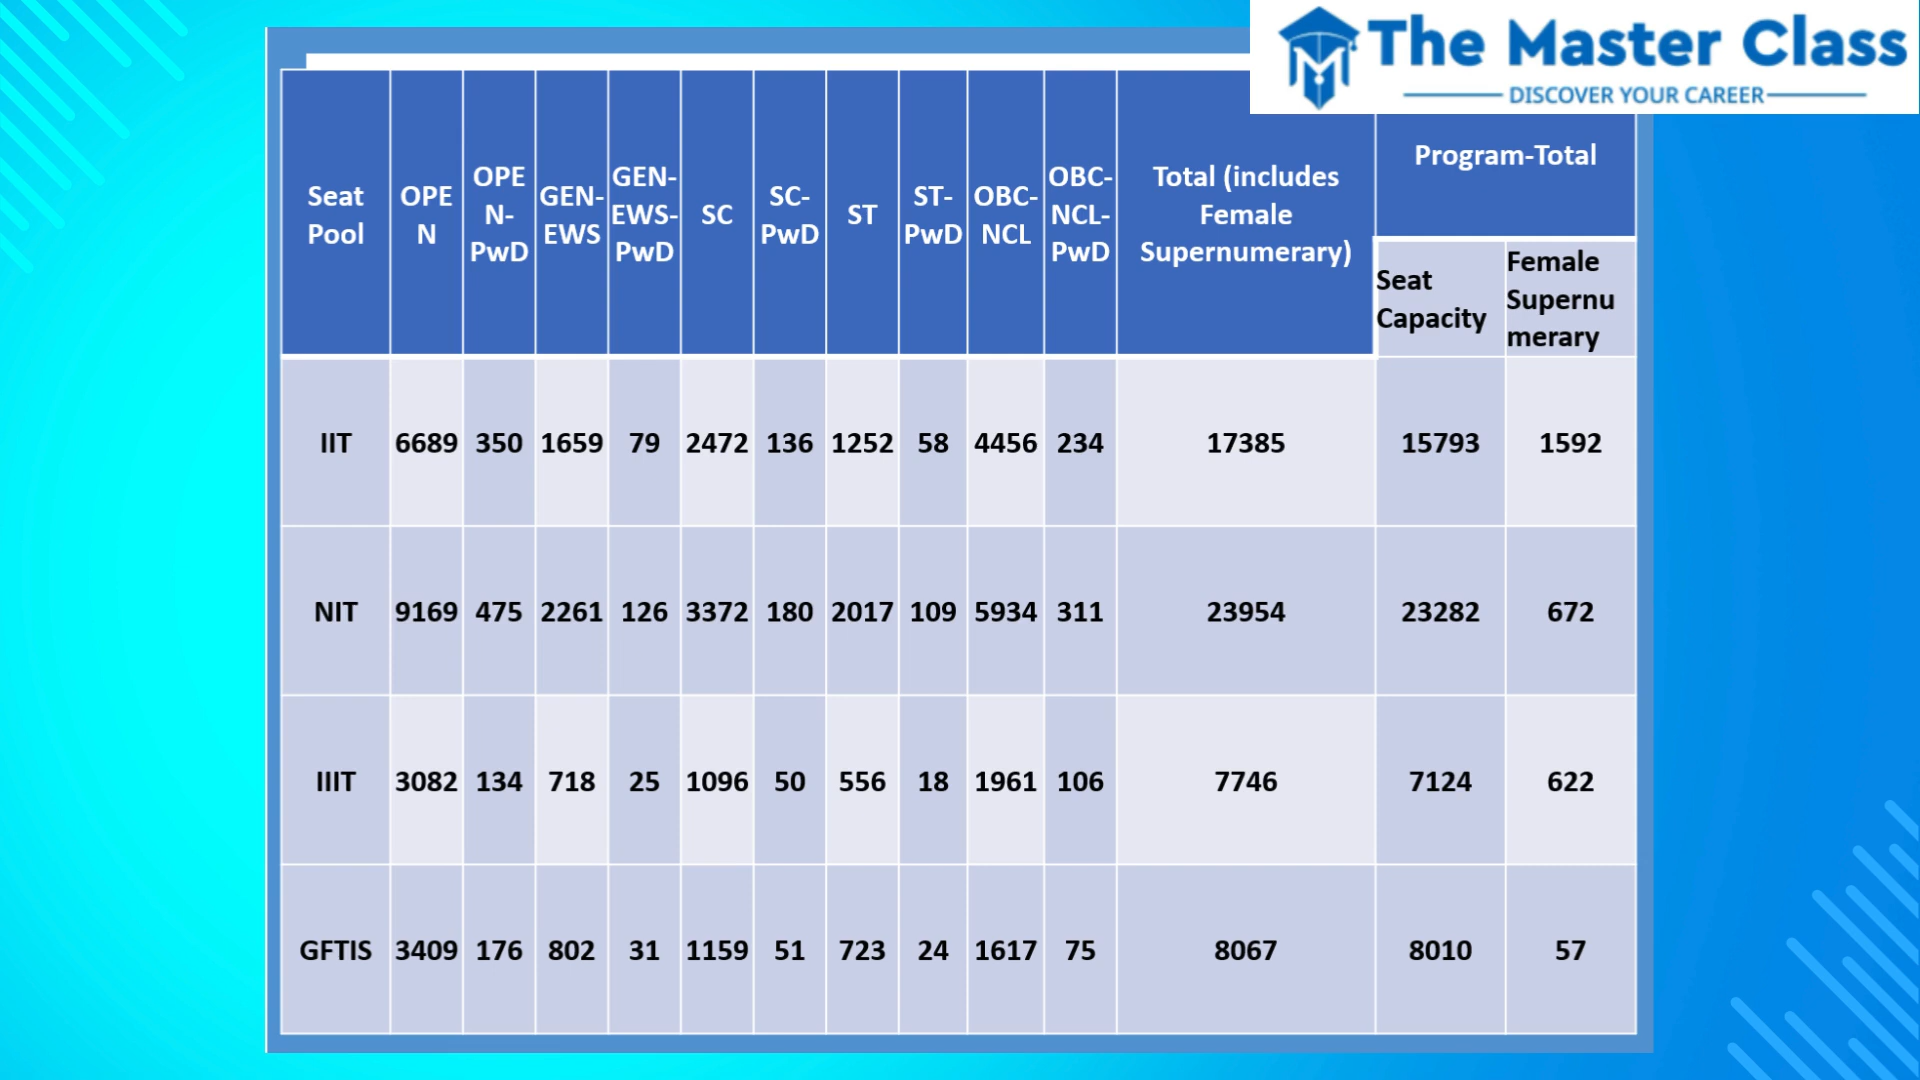 The Master Class
DISCOVER YOUR CAREER
Seat
Pool
OPE
N
OPE
N-
PwD
GEN-
EWS
GEN-
EWS-
PwD
SC
SC-
PwD
ST
ST-
PwD
OBC-
NCL
OBC-
NCL-
PwD
Total (includes
Female
Supernumerary)
Program-Total
Seat
Capacity
Female
Supernu
merary
IIT 6689 350 1659 79 2472 136 1252 58 4456 234 17385 15793 1592
NIT 9169 475 2261 126 3372 180 2017 109 5934 311 23954 23282 672
IIIT 3082 134 718 25 1096 50 556 18 1961 106 7746 7124 622
GFTIS 3409 176 802 31 1159 51 723 24 1617 75 8067 8010 57